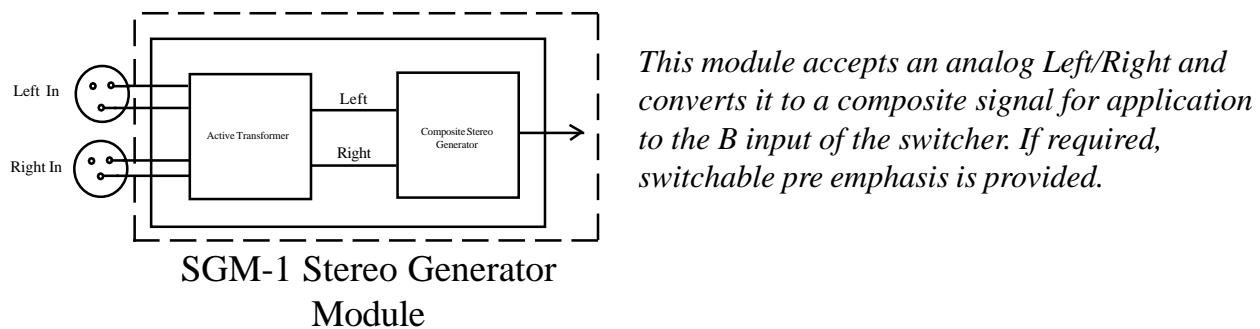 Left In
Right In
Active Transformer
Left
Right
Composite Stereo
Generator
SGM-1 Stereo Generator
Module
This module accepts an analog Left/Right and
converts it to a composite signal for application
to the B input of the switcher. If required,
switchable pre emphasis is provided.